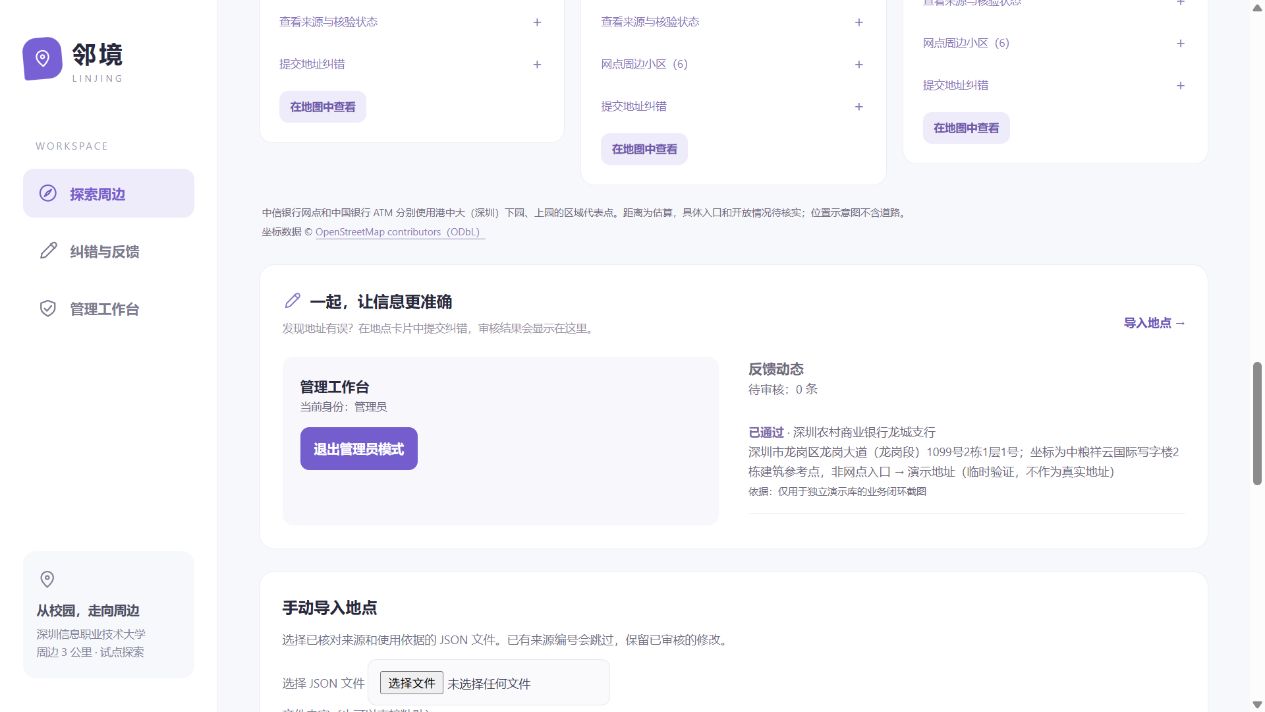 邻境
LINJING
WORKSPACE
探索周边
纠错与反馈
管理工作台
从校园，走向周边
深圳信息职业技术大学
周边 3 公里 · 试点探索
查看来源与核验状态 +
提交地址纠错 +
在地图中查看
查看来源与核验状态 +
网点周边小区（6） +
提交地址纠错 +
在地图中查看
查看来源与核验状态 +
网点周边小区（6） +
提交地址纠错 +
在地图中查看
中信银行网点和中国银行 ATM 分别使用港中大（深圳）下园、上园的区域代表点。距离为估算，具体入口和开放情况待核实；位置示意图不含道路。
坐标数据 © OpenStreetMap contributors（ODbL）
一起，让信息更准确
发现地址有误？在地点卡片中提交纠错，审核结果会显示在这里。
导入地点 →
管理工作台
当前身份：管理员
退出管理员模式
反馈动态
待审核：0 条
已通过 · 深圳农村商业银行龙城支行
深圳市龙岗区龙岗大道（龙岗段）1099号2栋1层1号；坐标为中粮祥云国际写字楼2
栋建筑参考点，非网点入口 → 演示地址（临时验证，不作为真实地址）
依据：仅用于独立演示库的业务闭环截图
手动导入地点
选择已核对来源和使用依据的 JSON 文件。已有来源编号会跳过，保留已审核的修改。
选择 JSON 文件 选择文件 未选择任何文件